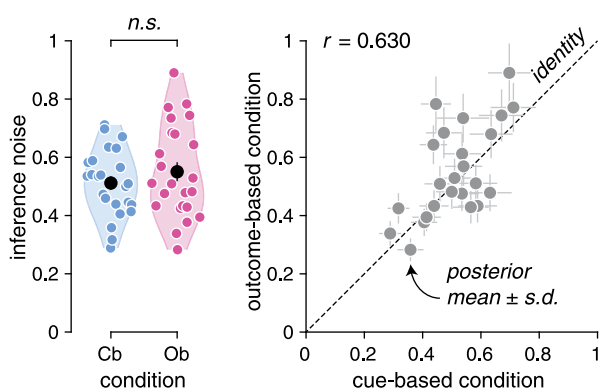 n.s.
1
0.8
0.6
0.4
0.2
0
inference noise
Cb
Ob
condition
r = 0.630
identity
1
0.8
0.6
0.4
0.2
0
outcome-based condition
posterior
mean ± s.d.
0
0.2
0.4
0.6
0.8
1
cue-based condition